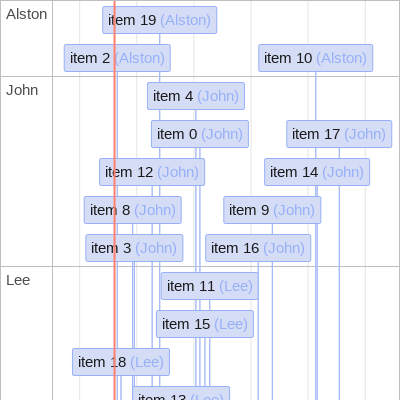 Alston
item 19 (Alston)
item 2 (Alston)
item 10 (Alston)
John
item 4 (John)
item 0 (John)
item 17 (John)
item 12 (John)
item 14 (John)
item 8 (John)
item 9 (John)
item 3 (John)
item 16 (John)
Lee
item 11 (Lee)
item 15 (Lee)
item 18 (Lee)
item 13 (Lee)